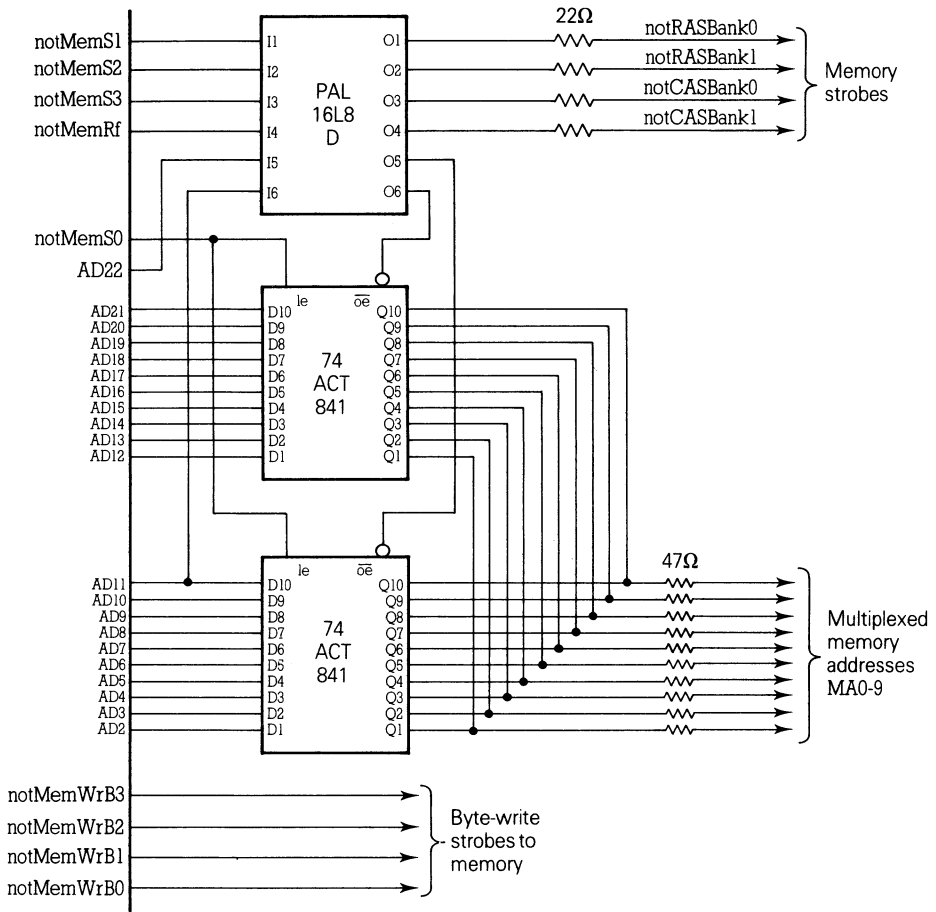 22Ω
notMemS1 I1 O1 notRASBank0
notMemS2 I2 O2 notRASBank1
notMemS3 I3 O3 notCASBank0
notMemRf I4 O4 notCASBank1
I5 O5
I6 O6
PAL
16L8
D
Memory
strobes
notMemS0
AD22
le oe
AD21 D10 Q10
AD20 D9 Q9
AD19 D8 Q8
AD18 D7 Q7
AD17 D6 Q6
AD16 D5 Q5
AD15 D4 Q4
AD14 D3 Q3
AD13 D2 Q2
AD12 D1 Q1
74
ACT
841
le oe
47Ω
AD11 D10 Q10
AD10 D9 Q9
AD9 D8 Q8
AD8 D7 Q7
AD7 D6 Q6
AD6 D5 Q5
AD5 D4 Q4
AD4 D3 Q3
AD3 D2 Q2
AD2 D1 Q1
74
ACT
841
Multiplexed
memory
addresses
MA0-9
notMemWrB3
notMemWrB2
notMemWrB1
notMemWrB0
Byte-write
strobes to
memory